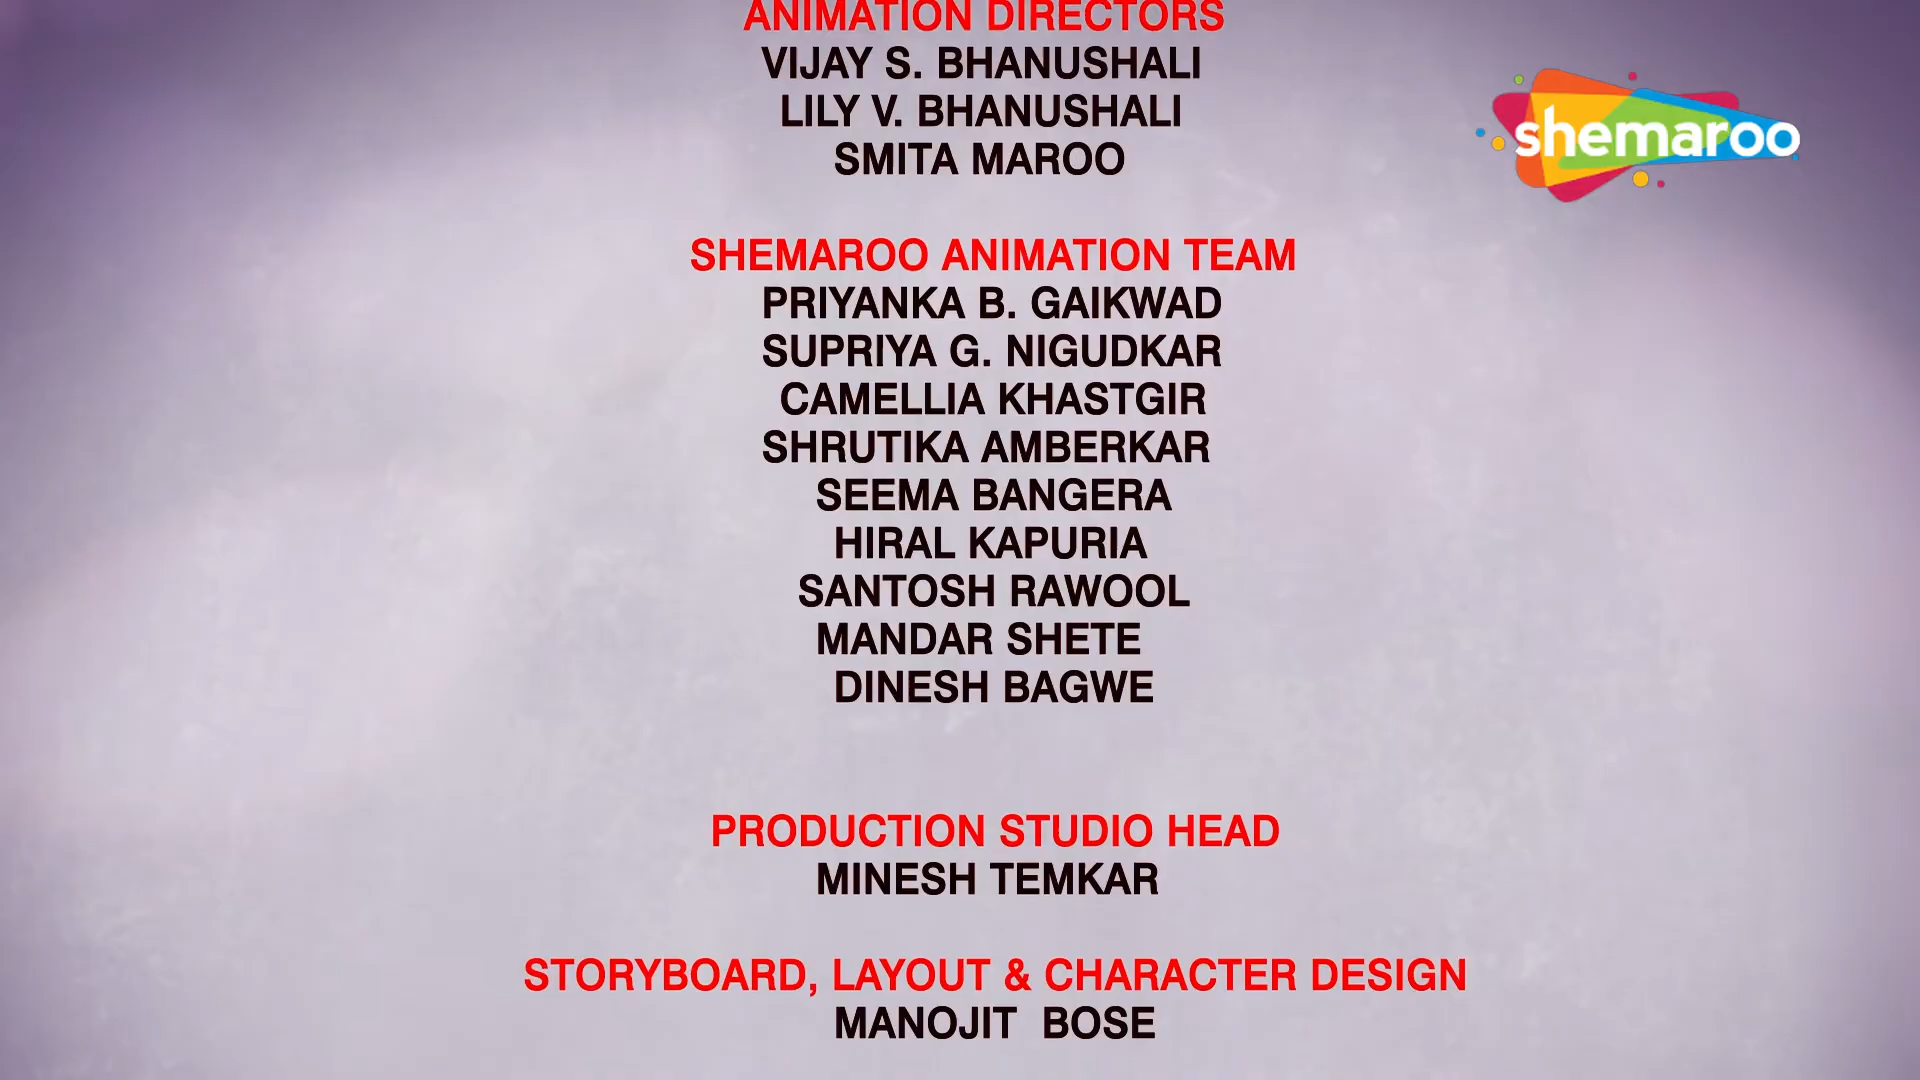 ANIMATION DIRECTORS
VIJAY S. BHANUSHALI
LILY V. BHANUSHALI
SMITA MAROO
shemaroo
SHEMAROO ANIMATION TEAM
PRIYANKA B. GAIKWAD
SUPRIYA G. NIGUDKAR
CAMELLIA KHASTGIR
SHRUTIKA AMBERKAR
SEEMA BANGERA
HIRAL KAPURIA
SANTOSH RAWOOL
MANDAR SHETE
DINESH BAGWE
PRODUCTION STUDIO HEAD
MINESH TEMKAR
STORYBOARD, LAYOUT & CHARACTER DESIGN
MANOJIT BOSE